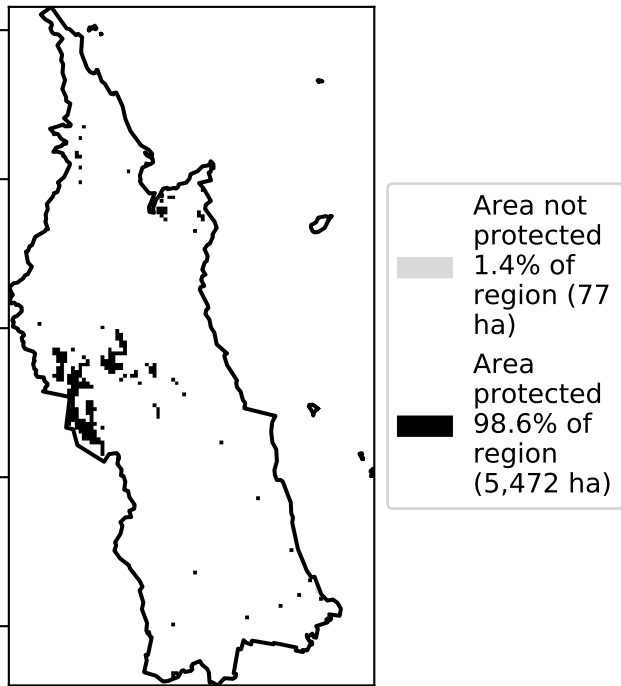 Area not
protected
1.4% of
region (77
ha)
Area
protected
98.6% of
region
(5,472 ha)